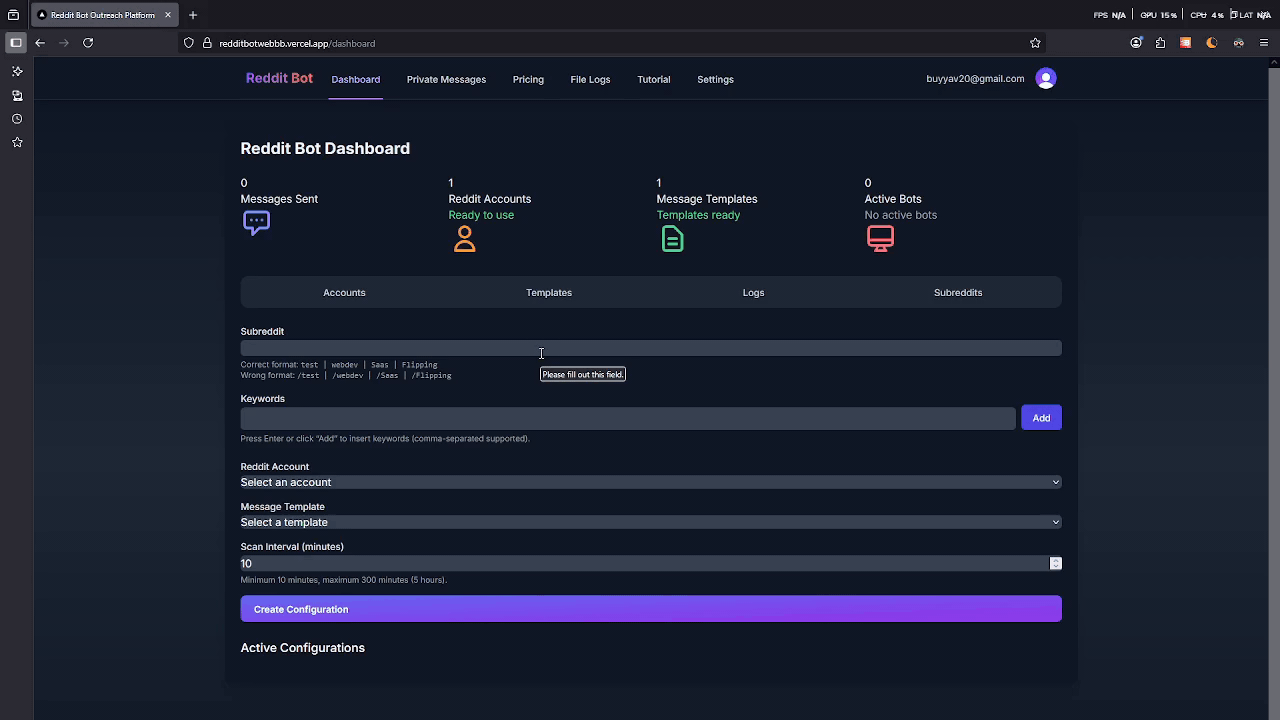 Reddit Bot Outreach Platform
FPS N/A | GPU 15 % | CPU 4 % | LAT N/A
redditbotwebbb.vercel.app/dashboard
Reddit Bot Dashboard Private Messages Pricing File Logs Tutorial Settings buyyav20@gmail.com
Reddit Bot Dashboard
0 1 1 0
Messages Sent Reddit Accounts Message Templates Active Bots
Ready to use Templates ready No active bots
Accounts Templates Logs Subreddits
Subreddit
Correct format: test | webdev | Saas | Flipping
Wrong format: /test | /webdev | /Saas | /Flipping
Please fill out this field.
Keywords
Add
Press Enter or click "Add" to insert keywords (comma-separated supported).
Reddit Account
Select an account
Message Template
Select a template
Scan Interval (minutes)
10
Minimum 10 minutes, maximum 300 minutes (5 hours).
Create Configuration
Active Configurations